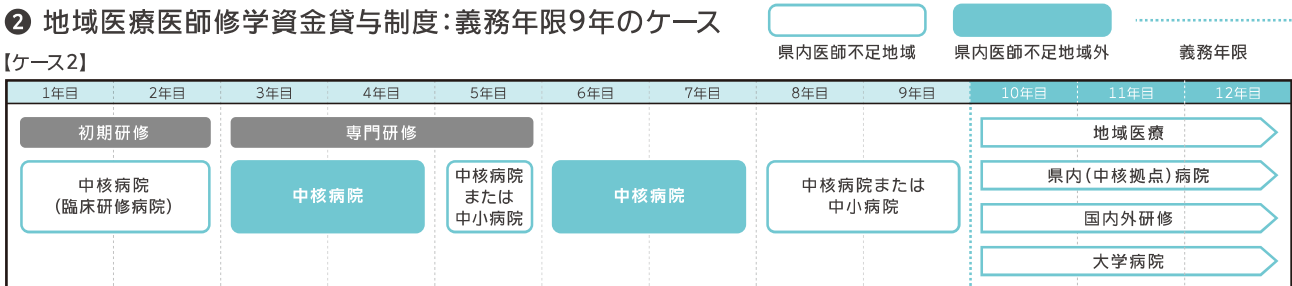 ❷ 地域医療医師修学資金貸与制度：義務年限9年のケース
県内医師不足地域
県内医師不足地域外
義務年限
【ケース2】
1年目 2年目 3年目 4年目 5年目 6年目 7年目 8年目 9年目 10年目 11年目 12年目
初期研修
専門研修
中核病院
（臨床研修病院）
中核病院
中核病院
または
中小病院
中核病院
中核病院または
中小病院
地域医療
県内（中核拠点）病院
国内外研修
大学病院